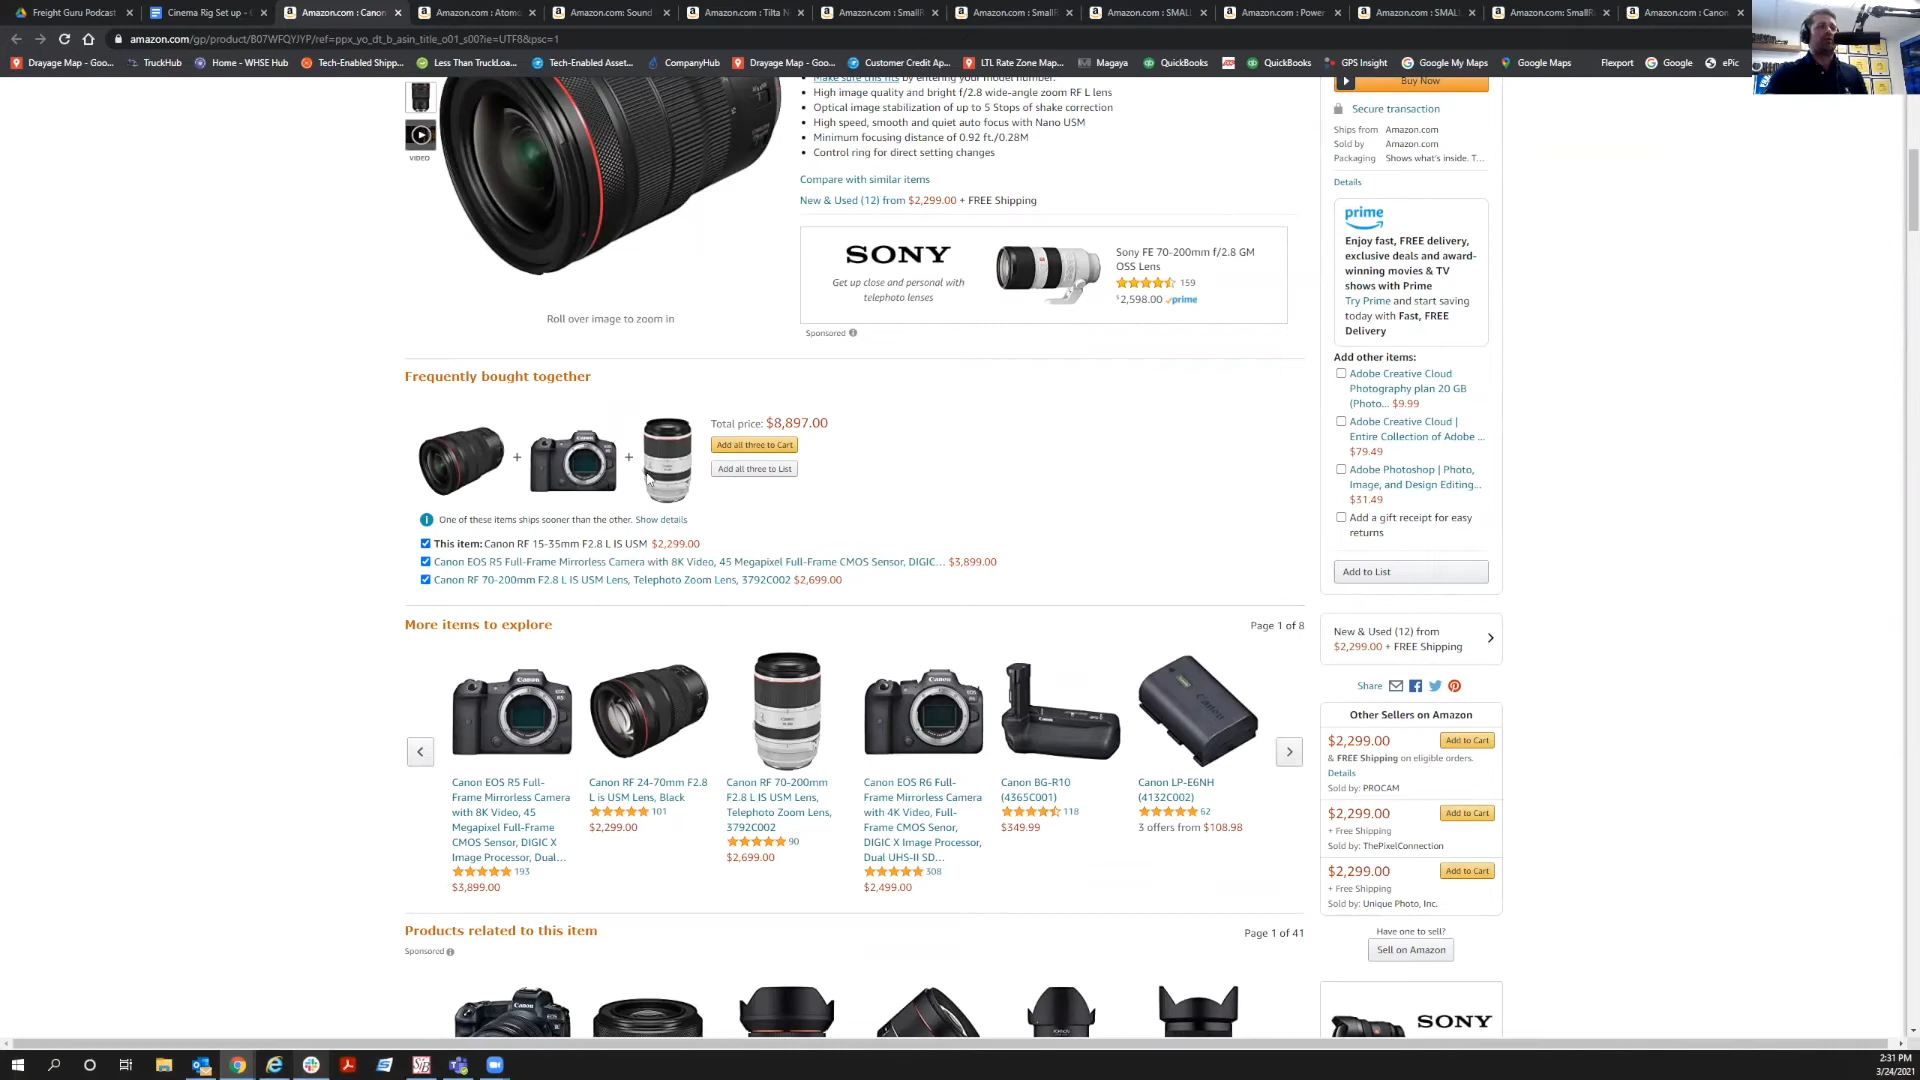 Freight Guru Podcast
Cinema Rig Set up -
Amazon.com : Canon
Amazon.com : Atomo
Amazon.com: Sound
Amazon.com : Tilta N
Amazon.com : SmallR
Amazon.com : SmallR
Amazon.com : SMALL
Amazon.com : Power
Amazon.com : SMAL
Amazon.com: SmallR
Amazon.com : Cano
amazon.com/gp/product/B07WFQYJYP/ref=ppx_yo_dt_b_asin_title_o01_s00?ie=UTF8&psc=1
Drayage Map - Goo...
TruckHub
Home - WHSE Hub
Tech-Enabled Shipp...
Less Than TruckLoa...
Tech-Enabled Asset...
CompanyHub
Drayage Map - Goo...
Customer Credit Ap...
LTL Rate Zone Map...
Magaya
QuickBooks
QuickBooks
GPS Insight
Google My Maps
Google Maps
Flexport
Google
ePic
VIDEO
Roll over image to zoom in
Make sure this fits by entering your model number.
• High image quality and bright f/2.8 wide-angle zoom RF L lens
• Optical image stabilization of up to 5 Stops of shake correction
• High speed, smooth and quiet auto focus with Nano USM
• Minimum focusing distance of 0.92 ft./0.28M
• Control ring for direct setting changes
Compare with similar items
New & Used (12) from $2,299.00 + FREE Shipping
SONY
Get up close and personal with
telephoto lenses
Sony FE 70-200mm f/2.8 GM
OSS Lens
159
$2,598.00 prime
Sponsored
Buy Now
Secure transaction
Ships from Amazon.com
Sold by Amazon.com
Packaging Shows what's inside. T...
Details
prime
Enjoy fast, FREE delivery,
exclusive deals and award-
winning movies & TV
shows with Prime
Try Prime and start saving
today with Fast, FREE
Delivery
Add other items:
Adobe Creative Cloud
Photography plan 20 GB
(Photo... $9.99
Adobe Creative Cloud |
Entire Collection of Adobe ...
$79.49
Adobe Photoshop | Photo,
Image, and Design Editing...
$31.49
Add a gift receipt for easy
returns
Add to List
New & Used (12) from
$2,299.00 + FREE Shipping
Share
Other Sellers on Amazon
$2,299.00 Add to Cart
& FREE Shipping on eligible orders.
Details
Sold by: PROCAM
$2,299.00 Add to Cart
+ Free Shipping
Sold by: ThePixelConnection
$2,299.00 Add to Cart
+ Free Shipping
Sold by: Unique Photo, Inc.
Have one to sell?
Sell on Amazon
SONY
Frequently bought together
+
+
Total price: $8,897.00
Add all three to Cart
Add all three to List
One of these items ships sooner than the other. Show details
This item: Canon RF 15-35mm F2.8 L IS USM $2,299.00
Canon EOS R5 Full-Frame Mirrorless Camera with 8K Video, 45 Megapixel Full-Frame CMOS Sensor, DIGIC... $3,899.00
Canon RF 70-200mm F2.8 L IS USM Lens, Telephoto Zoom Lens, 3792C002 $2,699.00
More items to explore
Page 1 of 8
Canon EOS R5 Full-
Frame Mirrorless Camera
with 8K Video, 45
Megapixel Full-Frame
CMOS Sensor, DIGIC X
Image Processor, Dual...
193
$3,899.00
Canon RF 24-70mm F2.8
L is USM Lens, Black
101
$2,299.00
Canon RF 70-200mm
F2.8 L IS USM Lens,
Telephoto Zoom Lens,
3792C002
90
$2,699.00
Canon EOS R6 Full-
Frame Mirrorless Camera
with 4K Video, Full-
Frame CMOS Senor,
DIGIC X Image Processor,
Dual UHS-II SD...
308
$2,499.00
Canon BG-R10
(4365C001)
118
$349.99
Canon LP-E6NH
(4132C002)
62
3 offers from $108.98
Products related to this item
Page 1 of 41
Sponsored
2:31 PM
3/24/2021